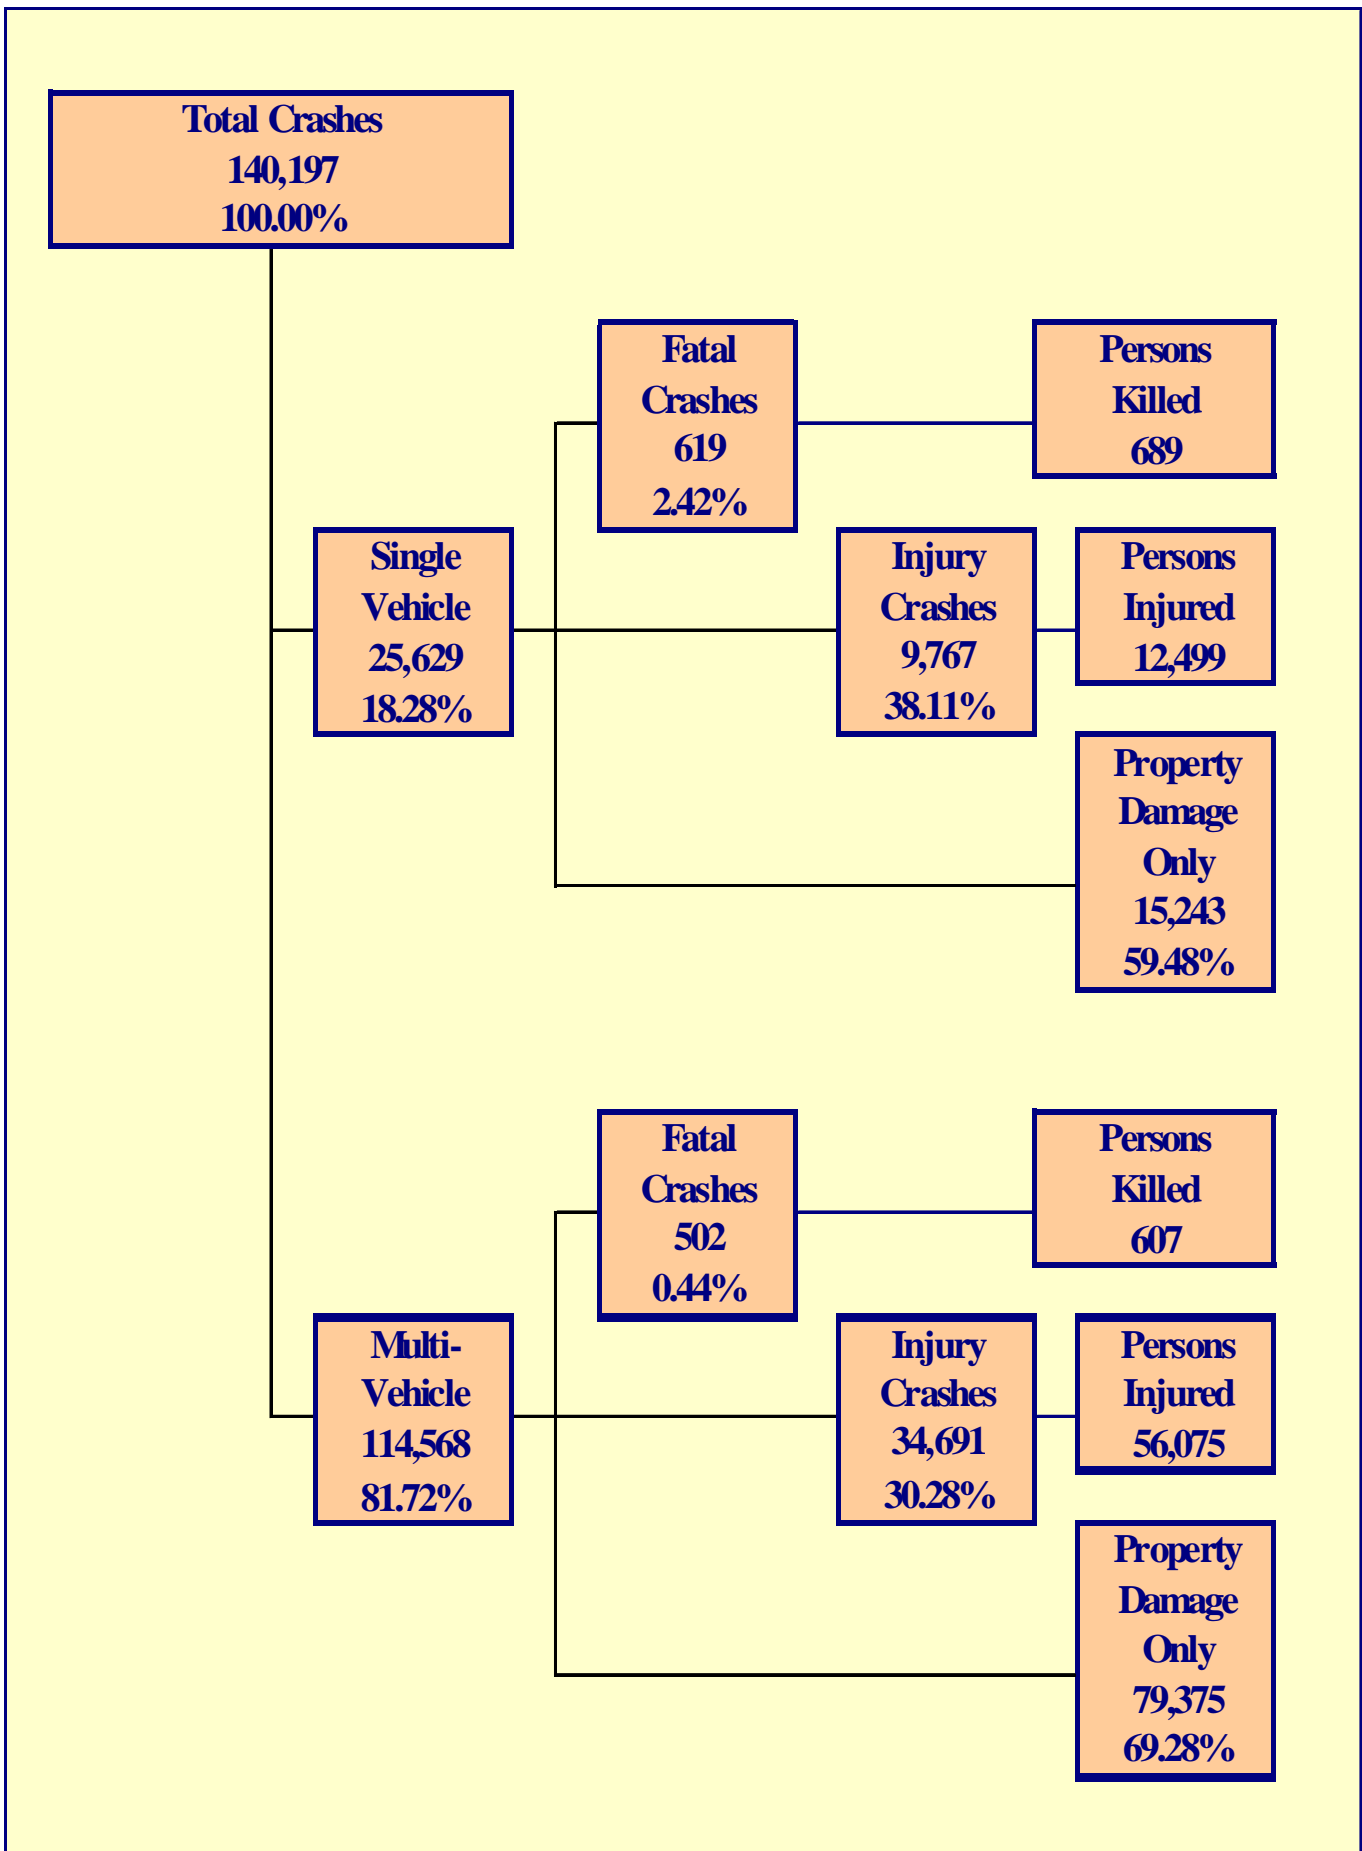 Total Crashes
140,197
100.00%
Fatal
Crashes
619
2.42%
Persons
Killed
689
Single
Vehicle
25,629
18.28%
Injury
Crashes
9,767
38.11%
Persons
Injured
12,499
Property
Damage
Only
15,243
59.48%
Fatal
Crashes
502
0.44%
Persons
Killed
607
Multi-
Vehicle
114,568
81.72%
Injury
Crashes
34,691
30.28%
Persons
Injured
56,075
Property
Damage
Only
79,375
69.28%